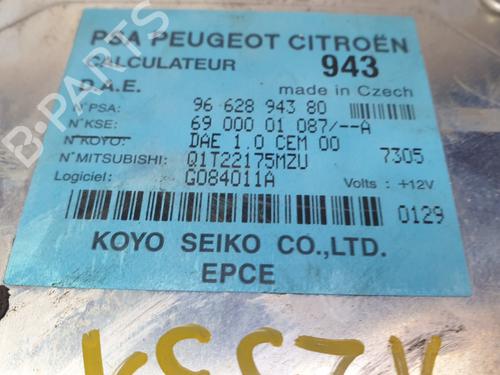 PSA PEUGEOT CITROËN
CALCULATEUR 943
D.A.E. made in Czech
N°PSA: 96 628 943 80
N°KSE: 69 000 01 087/--A
N°KOYO: DAE 1.0 CEM 00
N°MITSUBISHI: Q1T22175MZU 7305
Logiciel: G084011A Volts : +12V
0129
KOYO SEIKO CO.,LTD.
EPCE